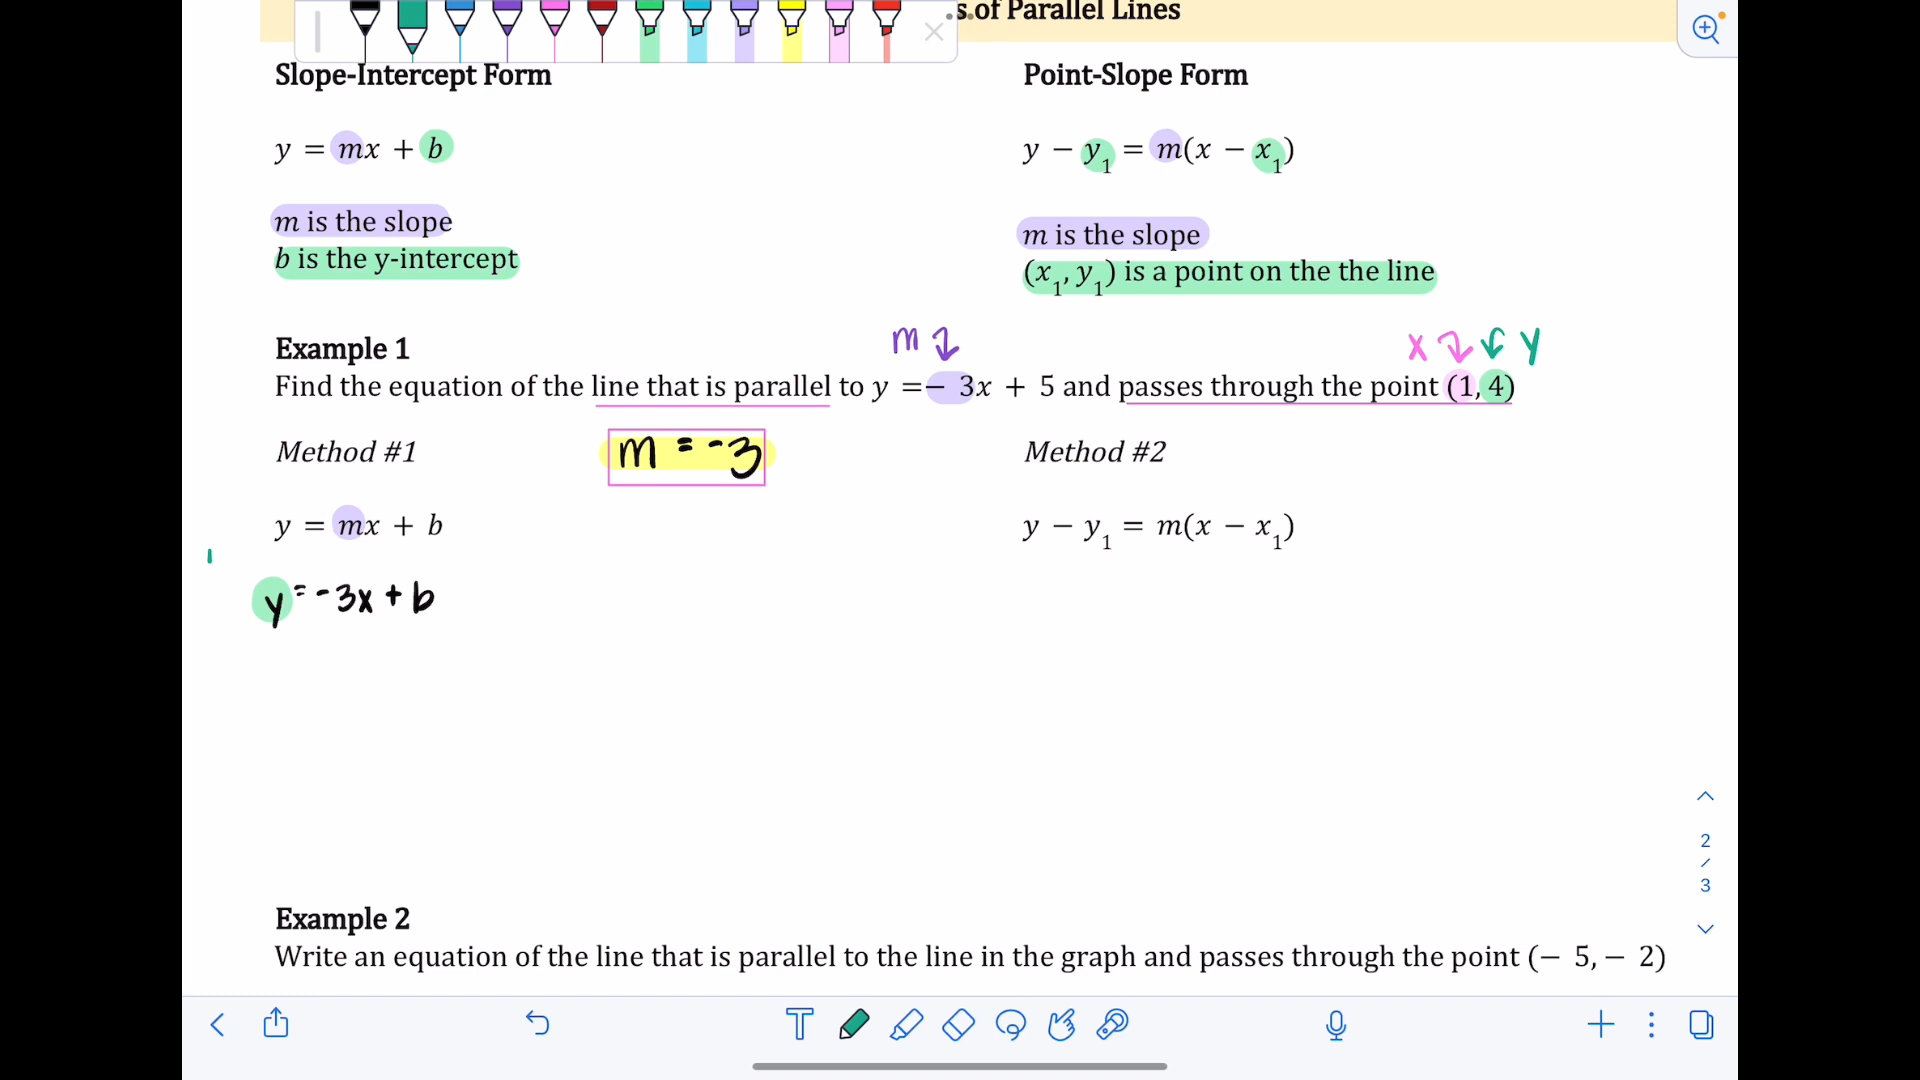 s of Parallel Lines
Slope-Intercept Form
y = mx + b
m is the slope
b is the y-intercept
Point-Slope Form
y − y₁ = m(x − x₁)
m is the slope
(x₁, y₁) is a point on the the line
Example 1
m x y
Find the equation of the line that is parallel to y =− 3x + 5 and passes through the point (1, 4)
Method #1
m = -3
y = mx + b
y = -3x + b
Method #2
y − y₁ = m(x − x₁)
Example 2
Write an equation of the line that is parallel to the line in the graph and passes through the point (− 5, − 2)
2
/
3
T